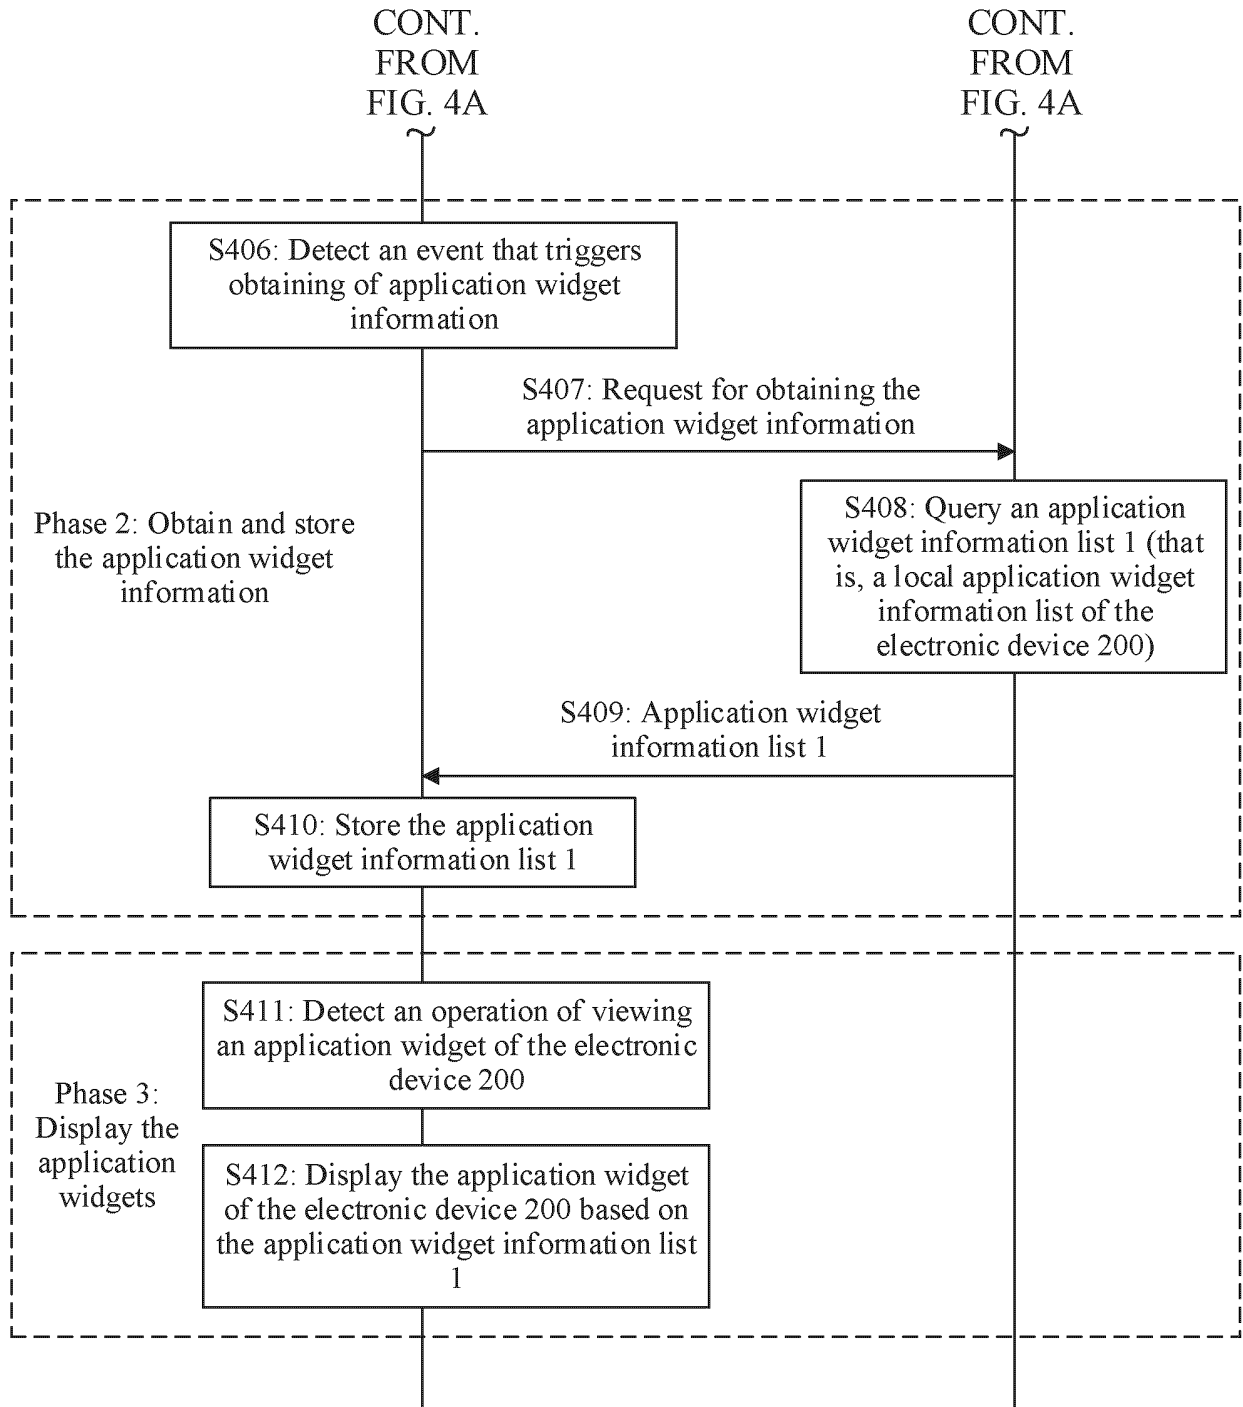 CONT.
FROM
FIG. 4A
CONT.
FROM
FIG. 4A
S406: Detect an event that triggers
obtaining of application widget
information
S407: Request for obtaining the
application widget information
Phase 2: Obtain and store
the application widget
information
S408: Query an application
widget information list 1 (that
is, a local application widget
information list of the
electronic device 200)
S409: Application widget
information list 1
S410: Store the application
widget information list 1
Phase 3:
Display the
application
widgets
S411: Detect an operation of viewing
an application widget of the electronic
device 200
S412: Display the application widget
of the electronic device 200 based on
the application widget information list
1